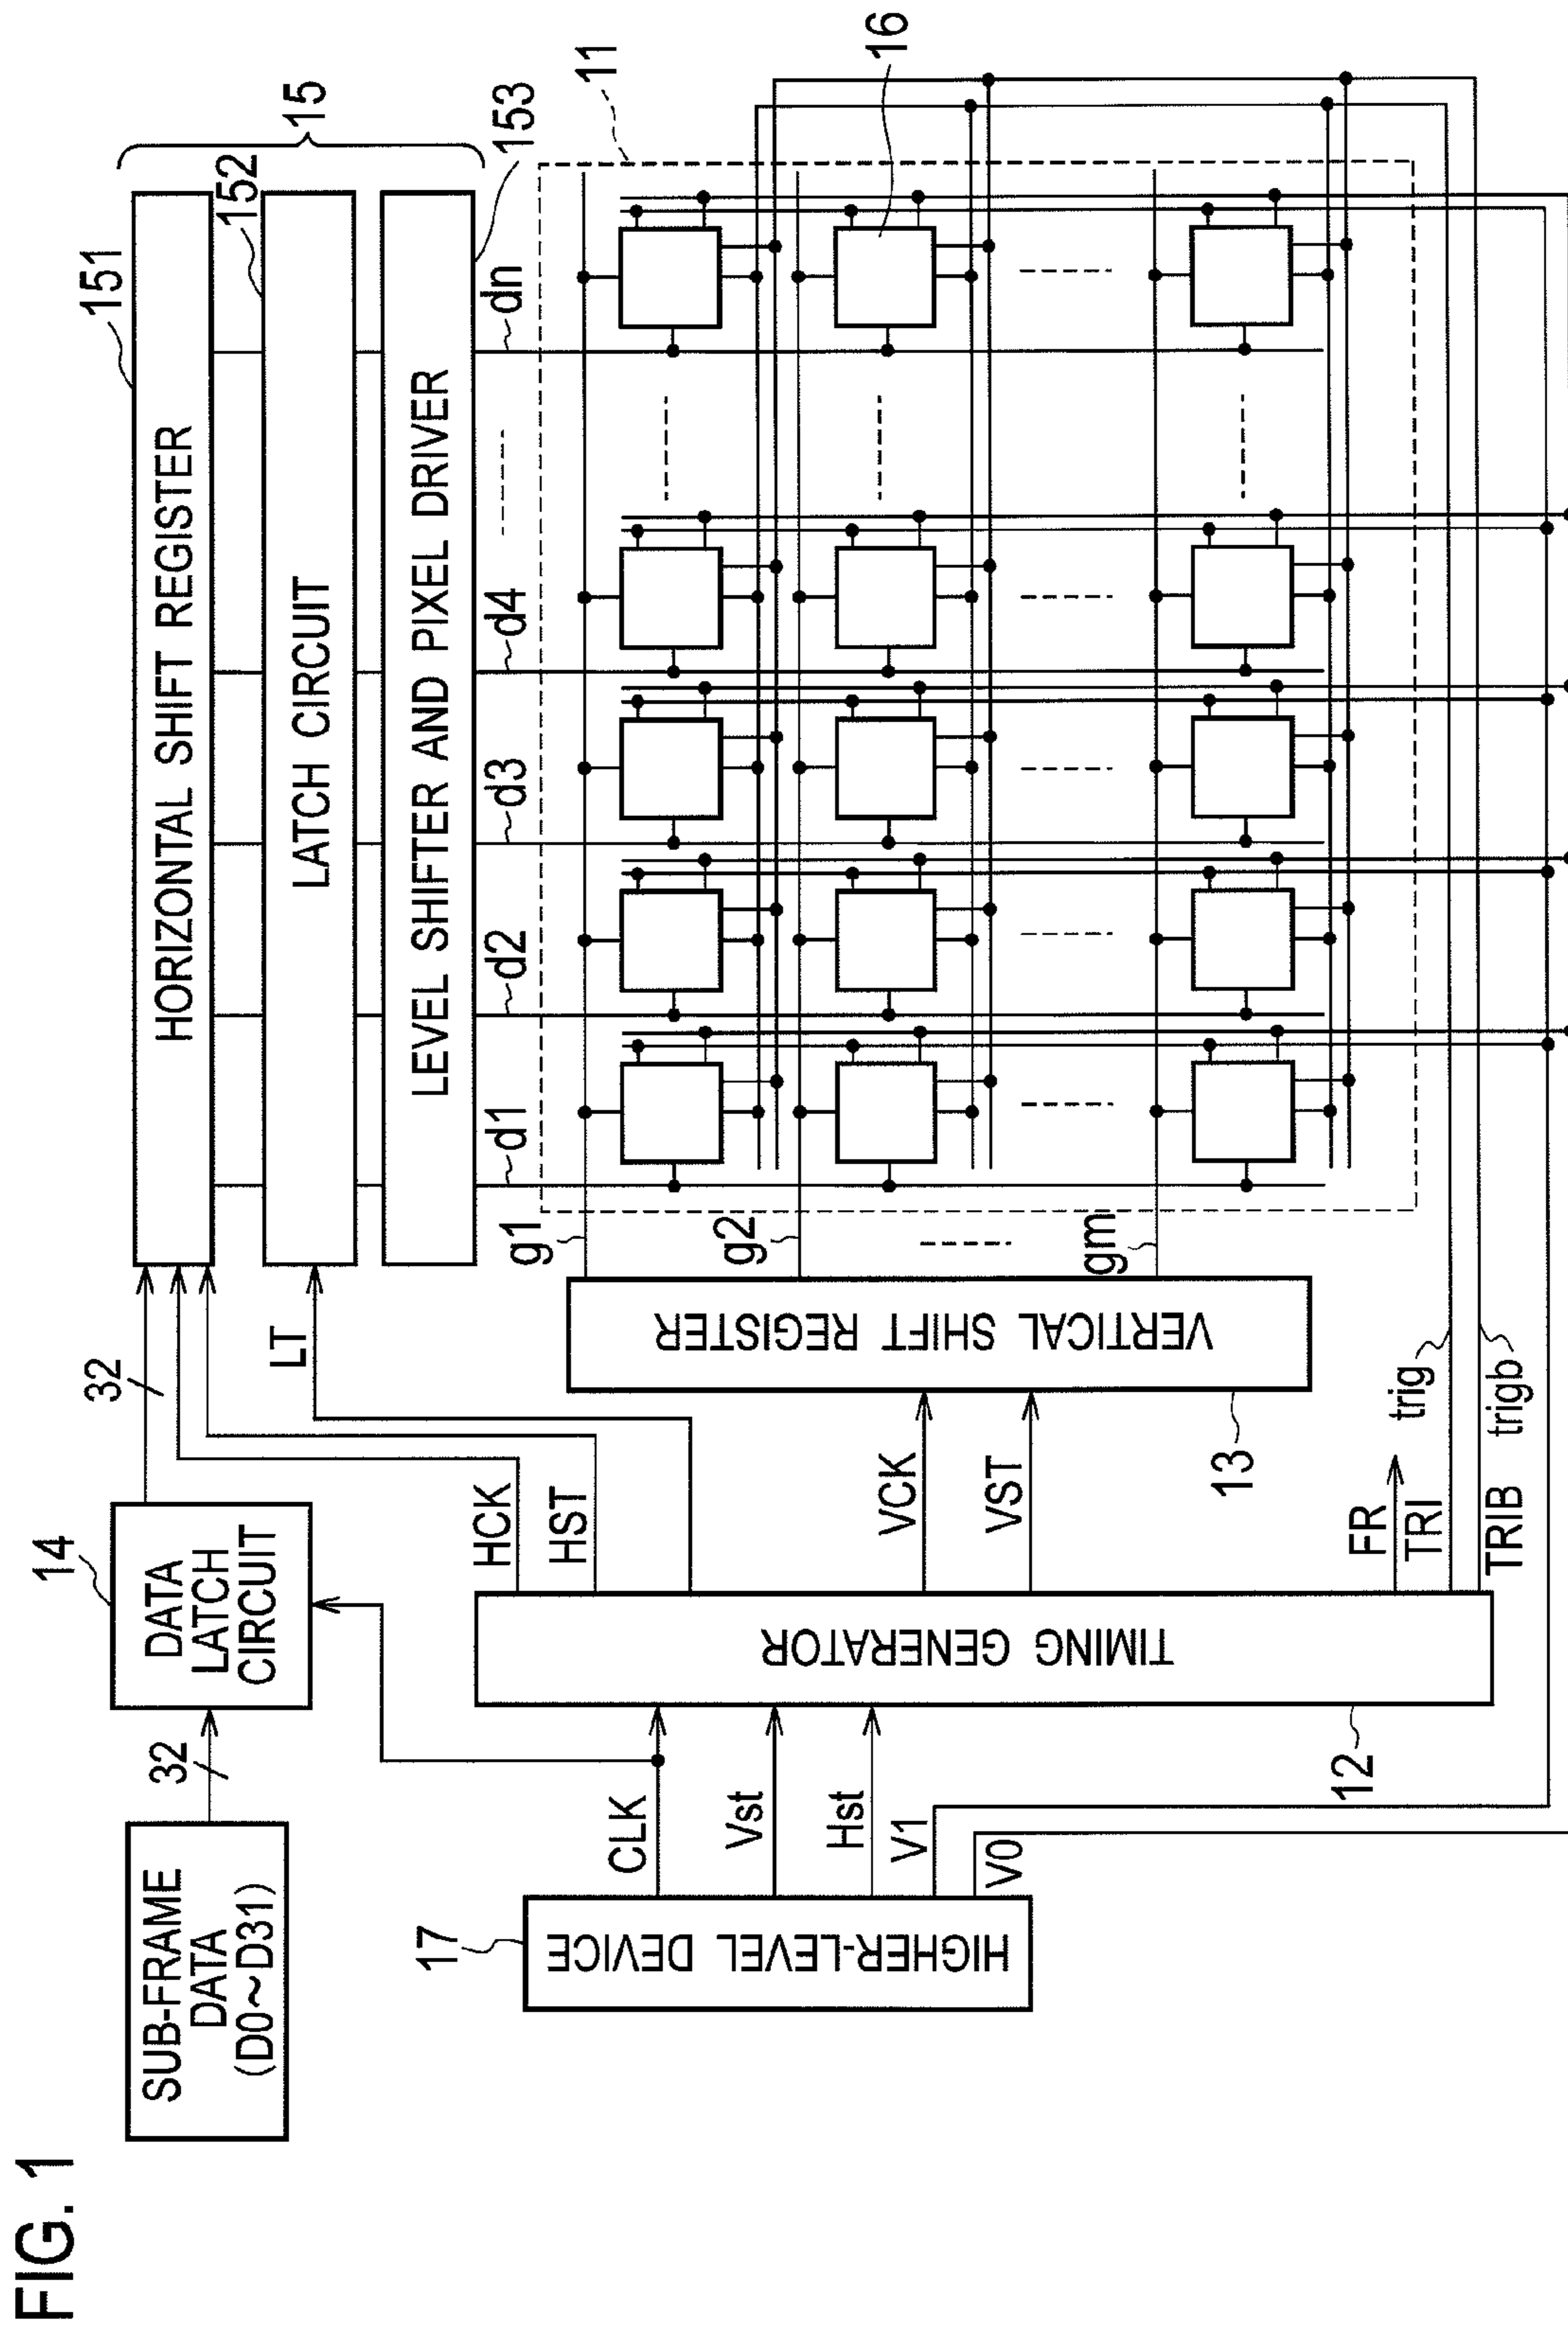 FIG. 1
SUB-FRAME
DATA
(D0~D31)
32
14
DATA
LATCH
CIRCUIT
32
LT
HCK
HST
151
HORIZONTAL SHIFT REGISTER
152
LATCH CIRCUIT
15
LEVEL SHIFTER AND PIXEL DRIVER
153
d1
d2
d3
d4
dn
11
16
g1
g2
gm
VERTICAL SHIFT REGISTER
13
VCK
VST
17
HIGHER-LEVEL DEVICE
CLK
Vst
Hst
V1
V0
TIMING GENERATOR
12
FR
TRI
trig
TRIB
trigb